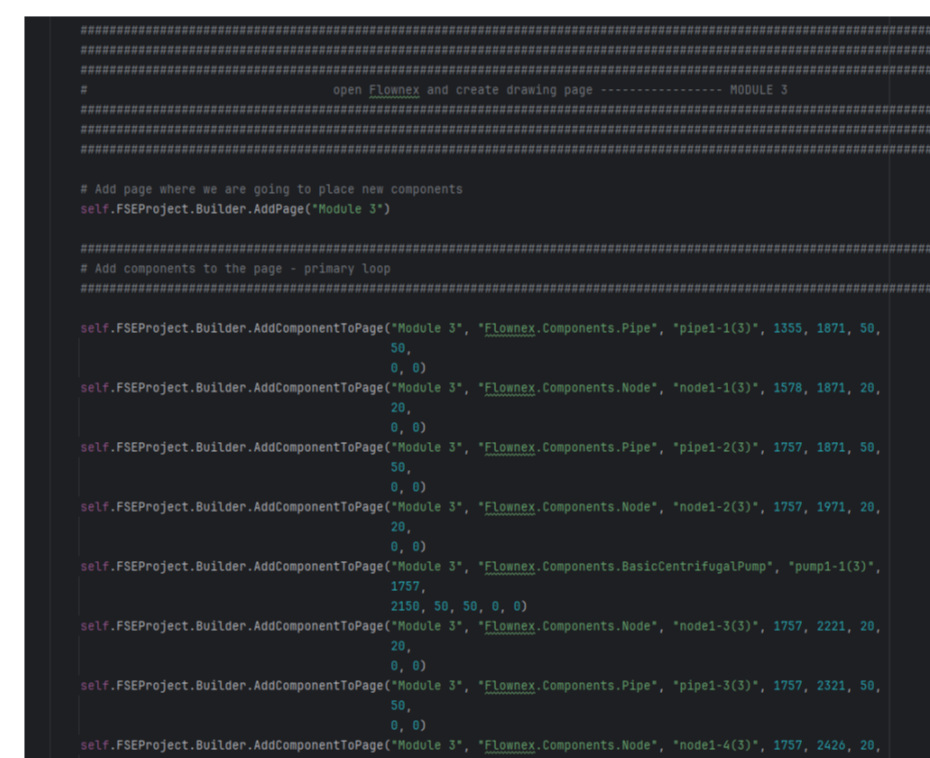 ####################################################################################################################
####################################################################################################################
####################################################################################################################
#                                  open Flownex and create drawing page ----------------- MODULE 3
####################################################################################################################
####################################################################################################################
####################################################################################################################
# Add page where we are going to place new components
self.FSEProject.Builder.AddPage("Module 3")
####################################################################################################################
# Add components to the page - primary loop
####################################################################################################################
self.FSEProject.Builder.AddComponentToPage("Module 3", "Flownex.Components.Pipe", "pipe1-1(3)", 1355, 1871, 50,
50,
0, 0)
self.FSEProject.Builder.AddComponentToPage("Module 3", "Flownex.Components.Node", "node1-1(3)", 1578, 1871, 20,
20,
0, 0)
self.FSEProject.Builder.AddComponentToPage("Module 3", "Flownex.Components.Pipe", "pipe1-2(3)", 1757, 1871, 50,
50,
0, 0)
self.FSEProject.Builder.AddComponentToPage("Module 3", "Flownex.Components.Node", "node1-2(3)", 1757, 1971, 20,
20,
0, 0)
self.FSEProject.Builder.AddComponentToPage("Module 3", "Flownex.Components.BasicCentrifugalPump", "pump1-1(3)",
1757,
2150, 50, 50, 0, 0)
self.FSEProject.Builder.AddComponentToPage("Module 3", "Flownex.Components.Node", "node1-3(3)", 1757, 2221, 20,
20,
0, 0)
self.FSEProject.Builder.AddComponentToPage("Module 3", "Flownex.Components.Pipe", "pipe1-3(3)", 1757, 2321, 50,
50,
0, 0)
self.FSEProject.Builder.AddComponentToPage("Module 3", "Flownex.Components.Node", "node1-4(3)", 1757, 2426, 20,